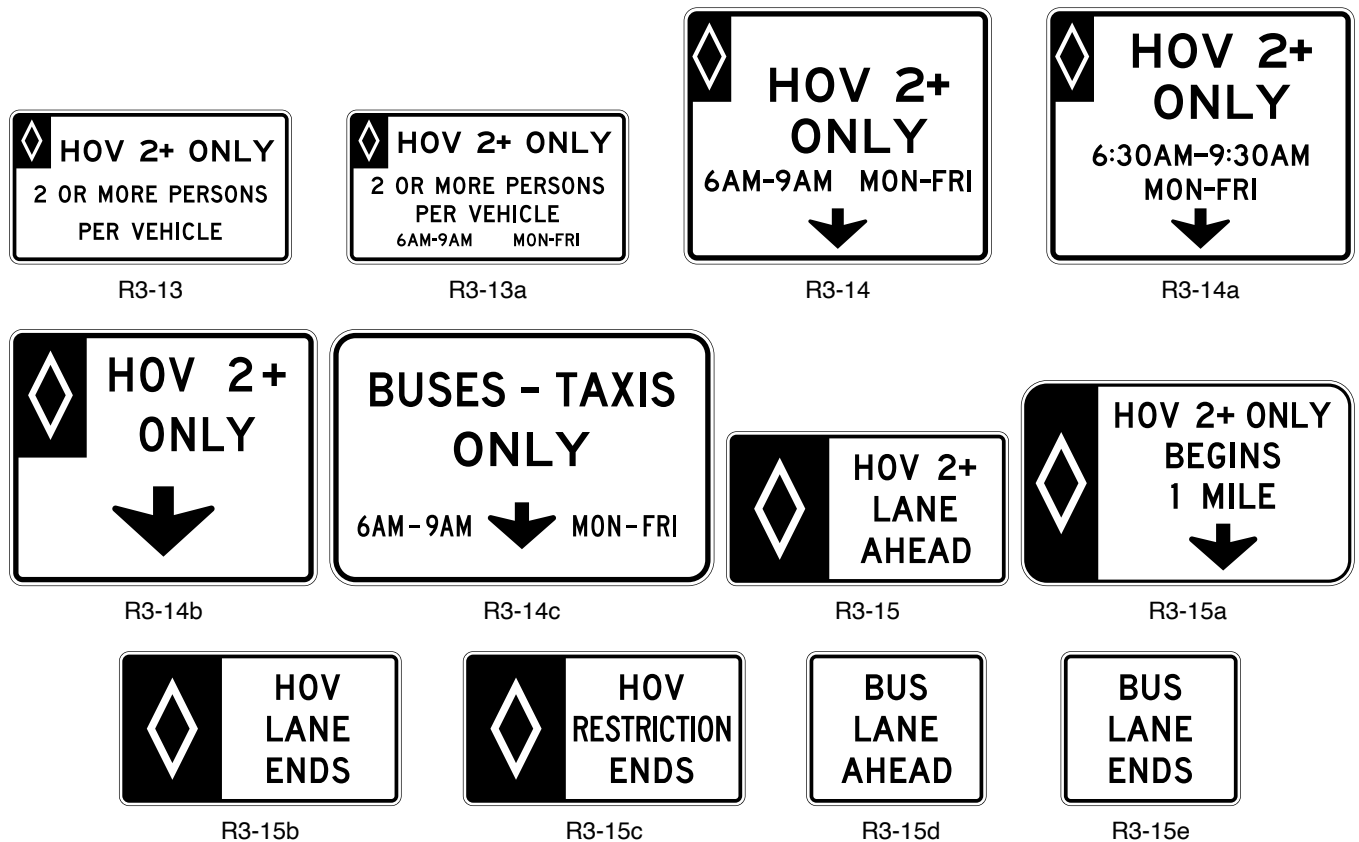 HOV 2+ ONLY
2 OR MORE PERSONS
PER VEHICLE
R3-13
HOV 2+ ONLY
2 OR MORE PERSONS
PER VEHICLE
6AM-9AM MON-FRI
R3-13a
HOV 2+
ONLY
6AM-9AM MON-FRI
R3-14
HOV 2+
ONLY
6:30AM-9:30AM
MON-FRI
R3-14a
HOV 2+
ONLY
R3-14b
BUSES - TAXIS
ONLY
6AM-9AM MON-FRI
R3-14c
HOV 2+
LANE
AHEAD
R3-15
HOV 2+ ONLY
BEGINS
1 MILE
R3-15a
HOV
LANE
ENDS
R3-15b
HOV
RESTRICTION
ENDS
R3-15c
BUS
LANE
AHEAD
R3-15d
BUS
LANE
ENDS
R3-15e